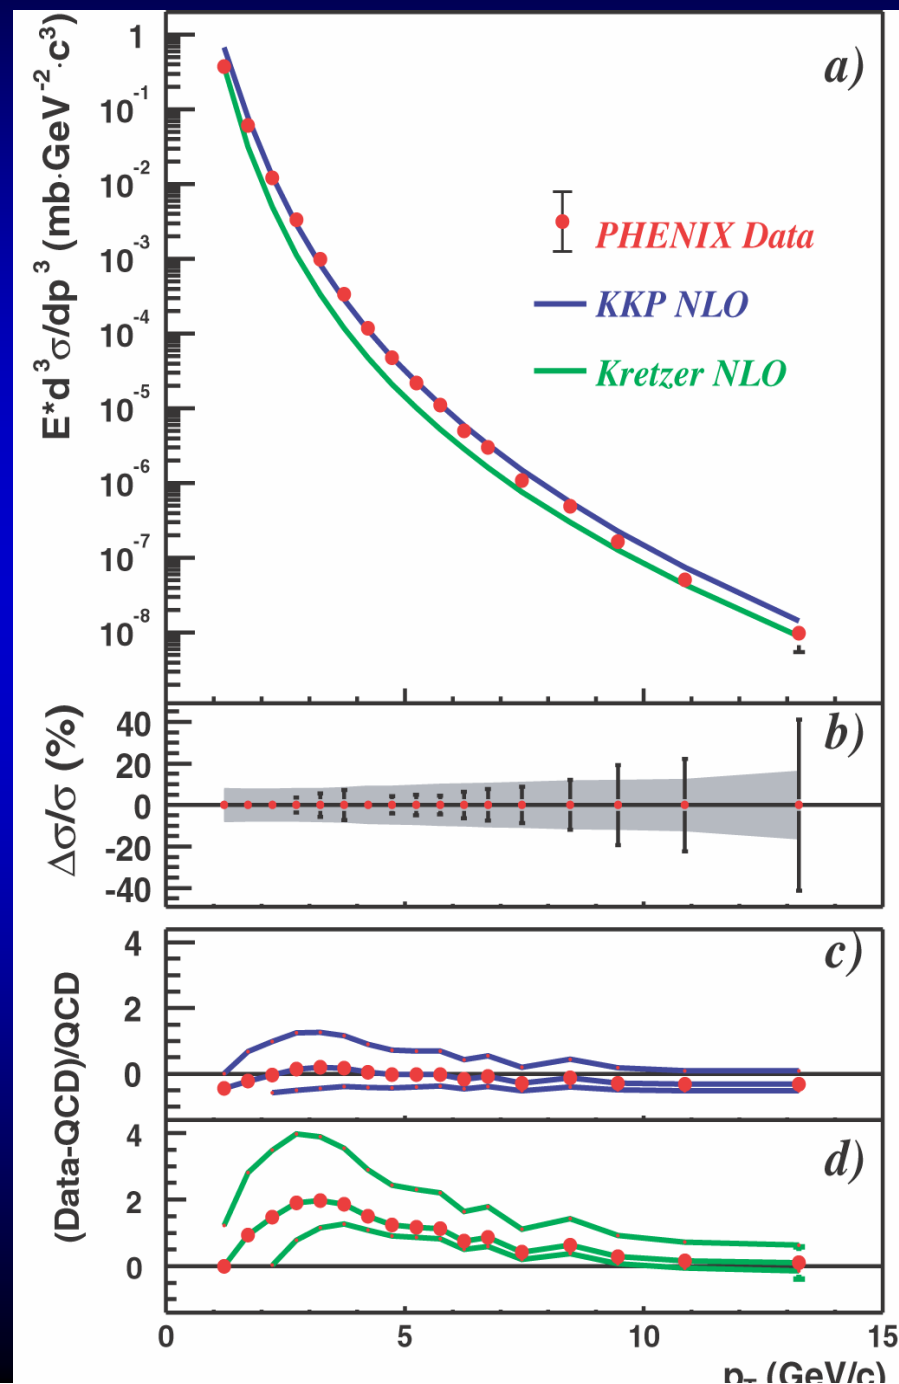 E*d³σ/dp³ (mb·GeV⁻²·c³)
1
10⁻¹
10⁻²
10⁻³
10⁻⁴
10⁻⁵
10⁻⁶
10⁻⁷
10⁻⁸
a)
PHENIX Data
KKP NLO
Kretzer NLO
Δσ/σ (%)
40
20
0
-20
-40
b)
(Data-QCD)/QCD
4
2
0
c)
4
2
0
d)
0 5 10 15
p_T (GeV/c)